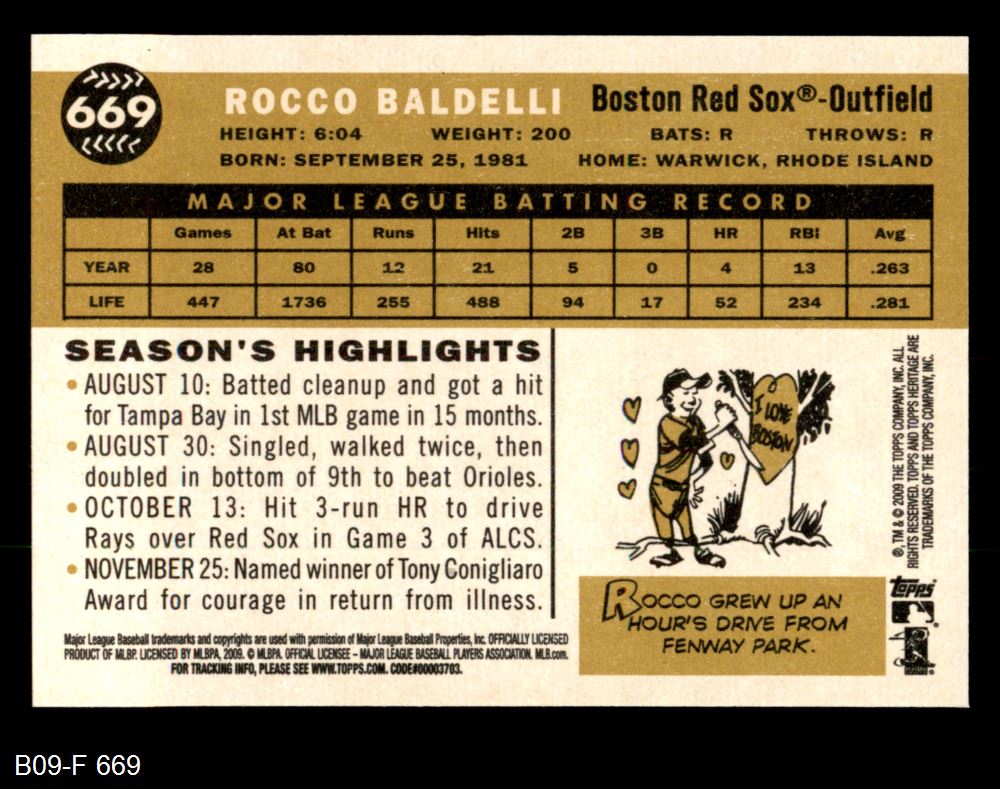 669
ROCCO BALDELLI Boston Red Sox®-Outfield
HEIGHT: 6:04 WEIGHT: 200 BATS: R THROWS: R
BORN: SEPTEMBER 25, 1981 HOME: WARWICK, RHODE ISLAND
MAJOR LEAGUE BATTING RECORD
Games At Bat Runs Hits 2B 3B HR RBI Avg
YEAR 28 80 12 21 5 0 4 13 .263
LIFE 447 1736 255 488 94 17 52 234 .281
SEASON'S HIGHLIGHTS
• AUGUST 10: Batted cleanup and got a hit
for Tampa Bay in 1st MLB game in 15 months.
• AUGUST 30: Singled, walked twice, then
doubled in bottom of 9th to beat Orioles.
• OCTOBER 13: Hit 3-run HR to drive
Rays over Red Sox in Game 3 of ALCS.
• NOVEMBER 25: Named winner of Tony Conigliaro
Award for courage in return from illness.
I LOVE
BOSTON
ROCCO GREW UP AN
HOUR'S DRIVE FROM
FENWAY PARK.
®, TM & © 2009 THE TOPPS COMPANY, INC. ALL
RIGHTS RESERVED. TOPPS AND TOPPS HERITAGE ARE
TRADEMARKS OF THE TOPPS COMPANY, INC.
topps
Major League Baseball trademarks and copyrights are used with permission of Major League Baseball Properties, Inc. OFFICIALLY LICENSED
PRODUCT OF MLBP. LICENSED BY MLBPA, 2009. © MLBPA. OFFICIAL LICENSEE – MAJOR LEAGUE BASEBALL PLAYERS ASSOCIATION. MLB.com.
FOR TRACKING INFO, PLEASE SEE WWW.TOPPS.COM. CODE#00003703.
B09-F 669